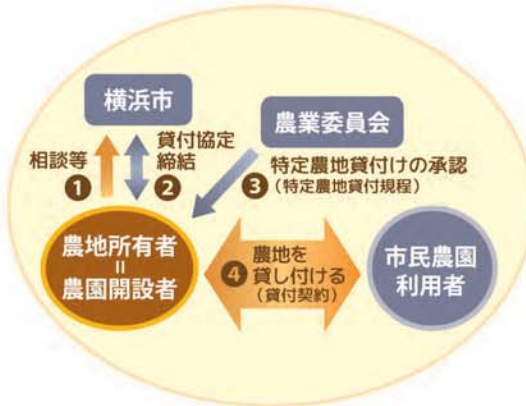 横浜市
農業委員会
相談等
❶
貸付協定
締結
❷
❸
特定農地貸付けの承認
(特定農地貸付規程)
農地所有者
=
農園開設者
❹
農地を
貸し付ける
(貸付契約)
市民農園
利用者